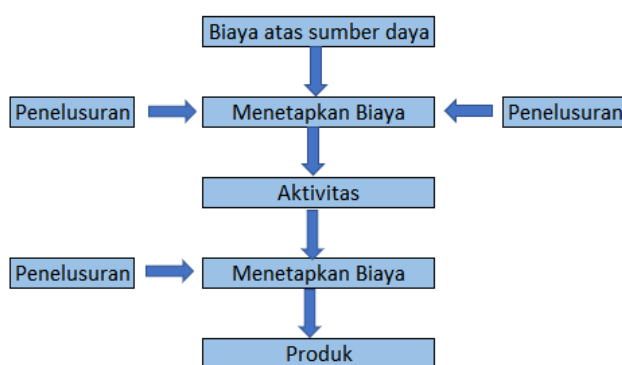 Biaya atas sumber daya
Penelusuran
Menetapkan Biaya
Penelusuran
Aktivitas
Penelusuran
Menetapkan Biaya
Produk